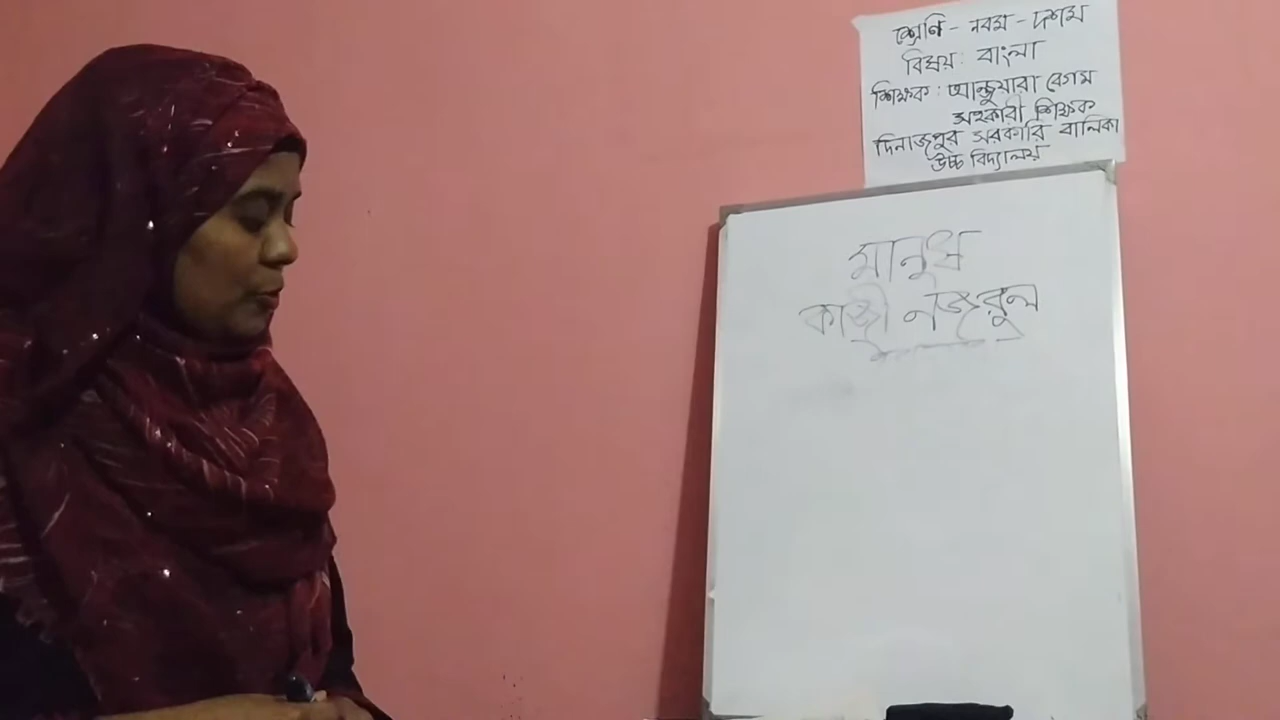 শ্রেণি - নবম - দশম
বিষয় : বাংলা
শিক্ষক : আন্জুয়ারা বেগম
সহকারী শিক্ষক
দিনাজপুর সরকারি বালিকা
উচ্চ বিদ্যালয়
মানুষ
কাজী নজরুল